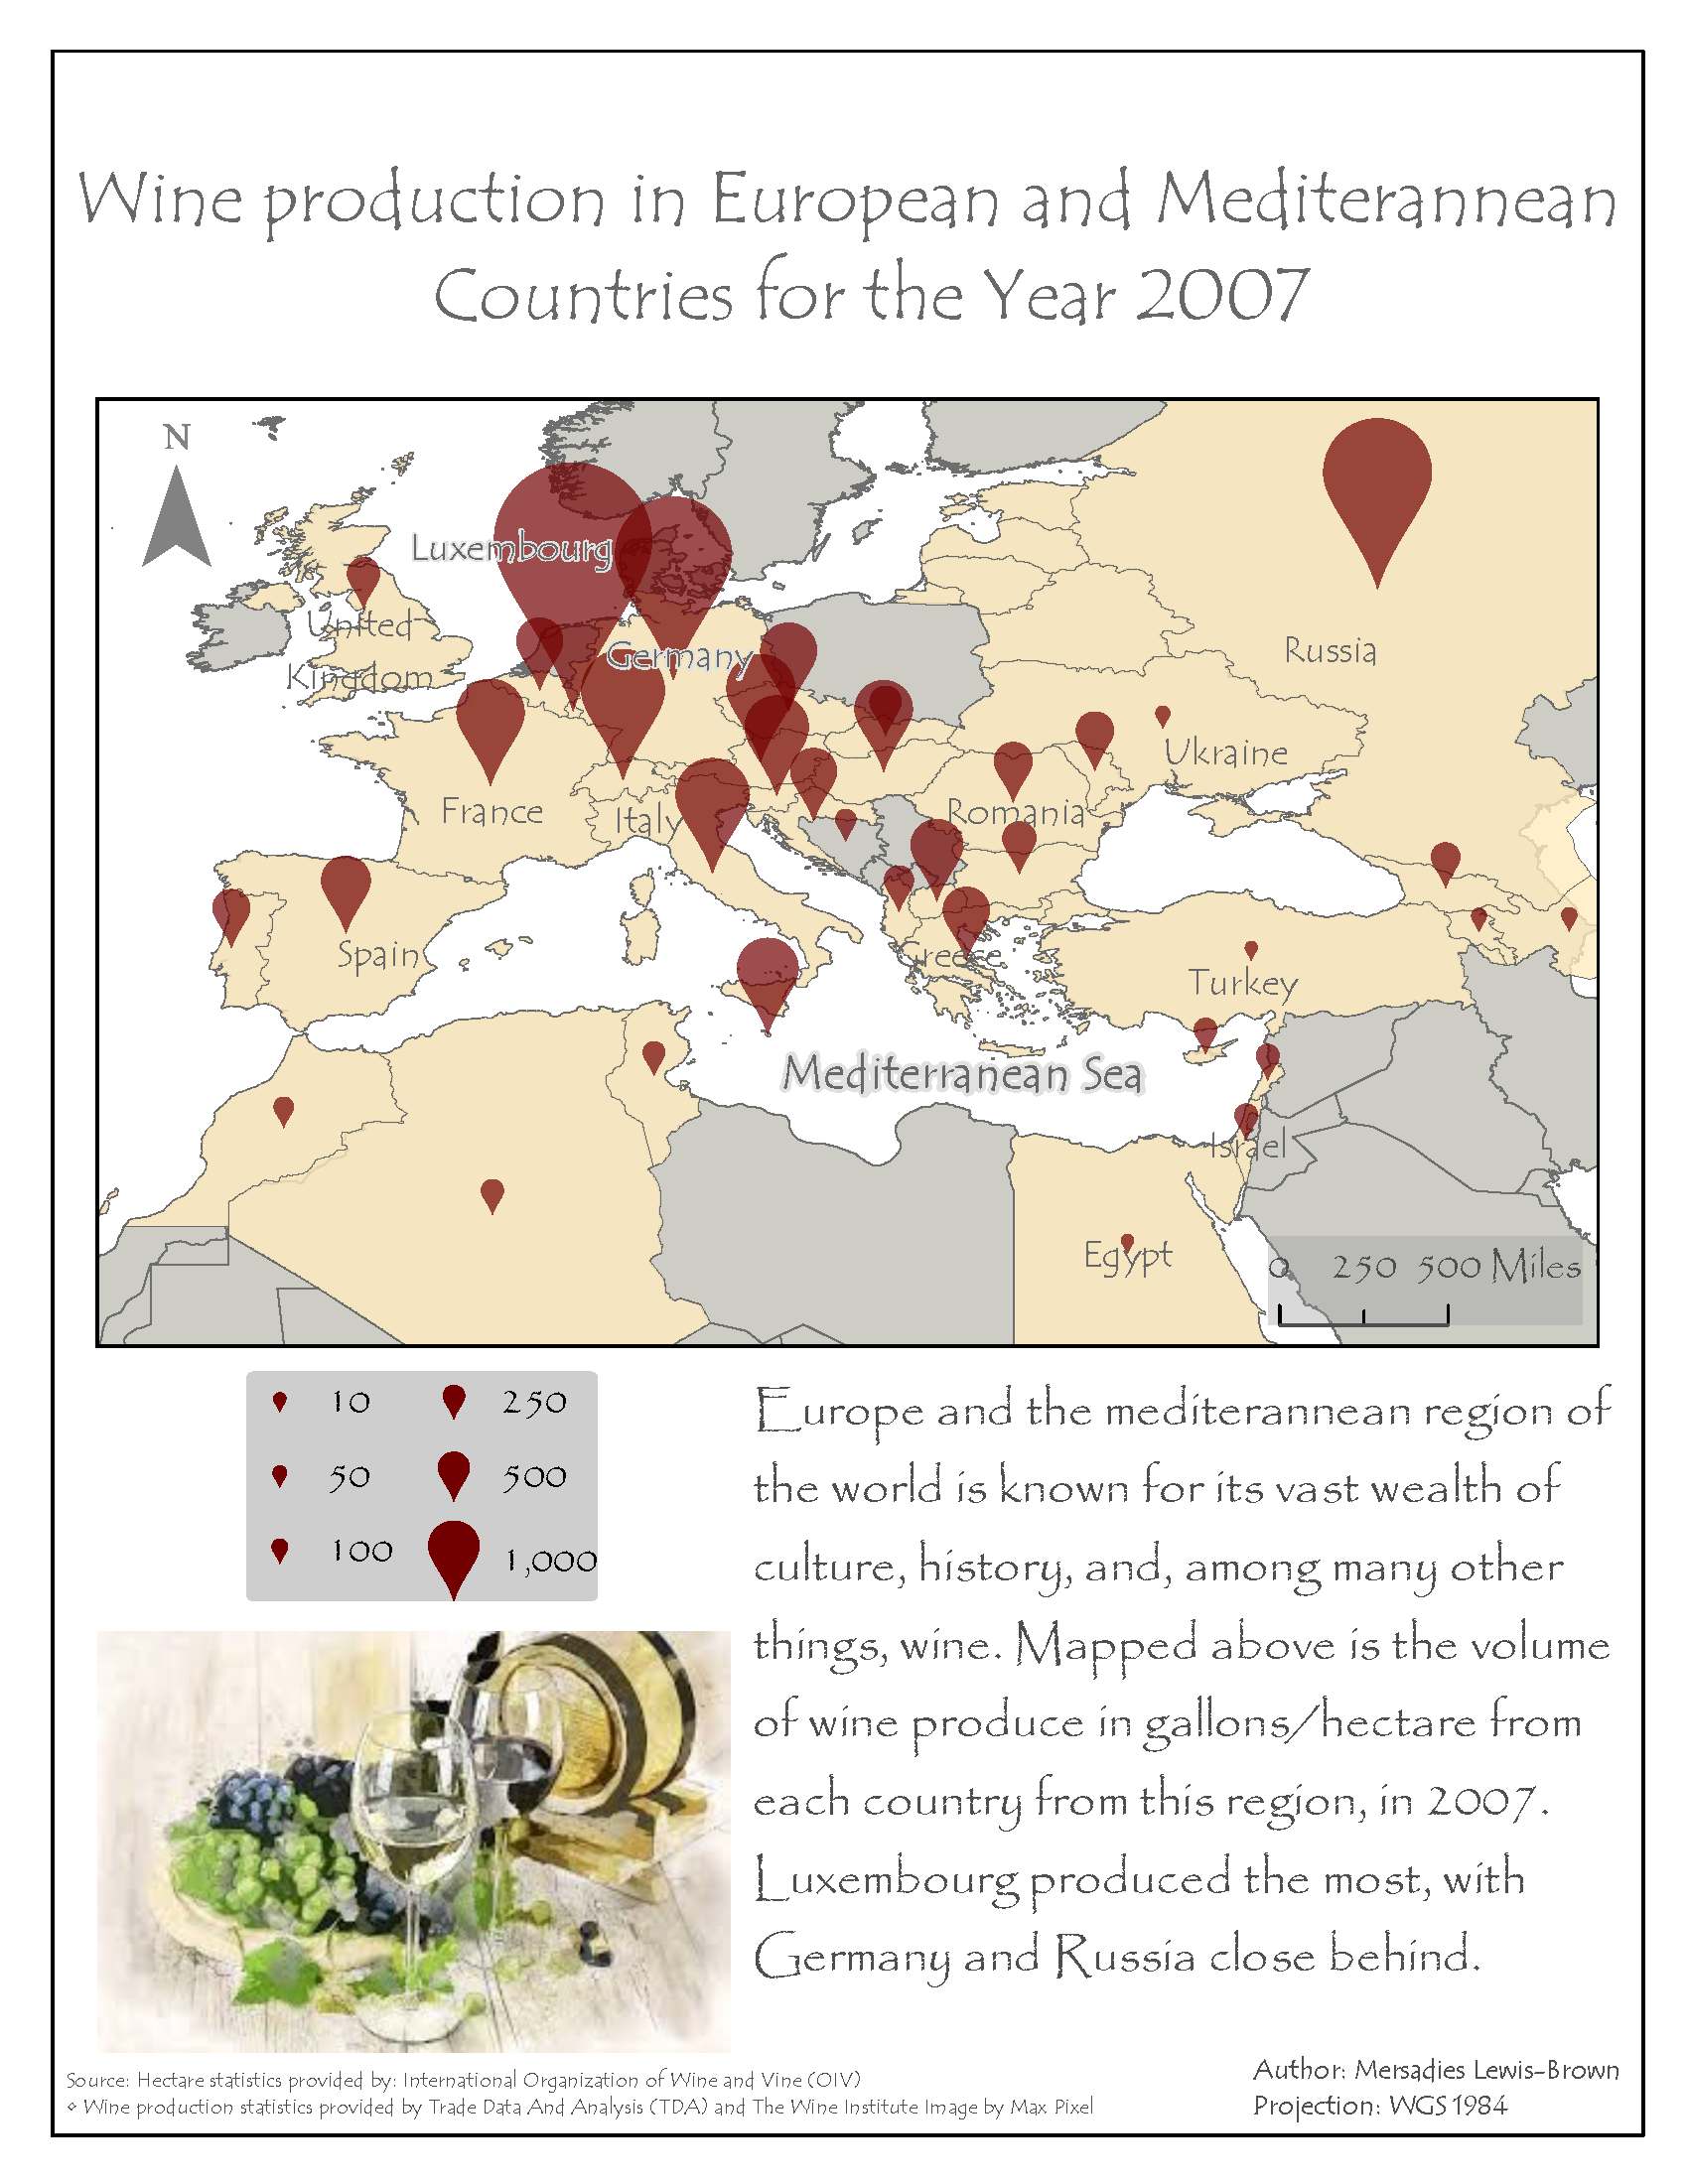 Wine production in European and Mediterannean
Countries for the Year 2007
N
Luxembourg
United
Kingdom
Germany
Russia
Ukraine
France
Italy
Romania
Spain
Greece
Turkey
Mediterranean Sea
Israel
Egypt
0 250 500 Miles
10 250
50 500
100 1,000
Europe and the mediterannean region of
the world is known for its vast wealth of
culture, history, and, among many other
things, wine. Mapped above is the volume
of wine produce in gallons/hectare from
each country from this region, in 2007.
Luxembourg produced the most, with
Germany and Russia close behind.
Source: Hectare statistics provided by: International Organization of Wine and Vine (OIV)
⋄ Wine production statistics provided by Trade Data And Analysis (TDA) and The Wine Institute Image by Max Pixel
Author: Mersadies Lewis-Brown
Projection: WGS 1984